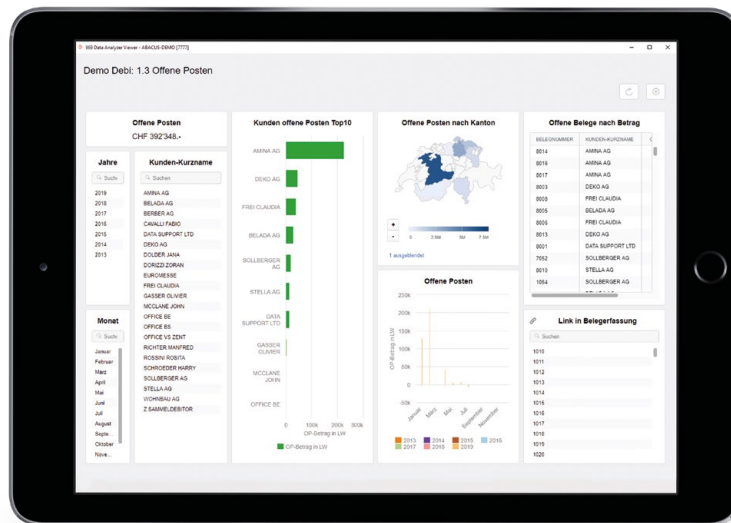 999 Data Analyzer Viewer - ABACUS-DEMO [7777]
Demo Debi: 1.3 Offene Posten
Offene Posten
CHF 392'348.-
Jahre
Suche
2019
2018
2017
2016
2015
2014
2013
Monat
Suche
Januar
Februar
März
April
Mai
Juni
Juli
August
Septe...
Oktober
Nove...
Kunden-Kurzname
Suchen
AMINA AG
BELADA AG
BERBER AG
CAVALLI FABIO
DATA SUPPORT LTD
DEKO AG
DOLDER JANA
DORIZZI ZORAN
EUROMESSE
FREI CLAUDIA
GASSER OLIVIER
MCCLANE JOHN
OFFICE BE
OFFICE BS
OFFICE VS ZENT
RICHTER MANFRED
ROSSINI ROSITA
SCHROEDER HARRY
SOLLBERGER AG
STELLA AG
WOHNBAU AG
Z SAMMELDEBITOR
Kunden offene Posten Top10
AMINA AG
DEKO AG
FREI CLAUDIA
BELADA AG
SOLLBERGER
AG
STELLA AG
DATA
SUPPORT LTD
GASSER
OLIVIER
MCCLANE
JOHN
OFFICE BE
0 100k 200k 300k
OP-Betrag in LW
OP-Betrag in LW
Offene Posten nach Kanton
+
-
0 2.5M 5M 7.5M
1 ausgeblendet
Offene Posten
OP-Betrag in LW
250k
200k
150k
100k
50k
0
-50k
Januar
März
Mai
Juli
September
November
2013 2014 2015 2016
2017 2018 2019
Offene Belege nach Betrag
BELEGNUMMER KUNDEN-KURZNAME
8014 AMINA AG
8016 AMINA AG
8017 AMINA AG
8003 DEKO AG
8008 FREI CLAUDIA
8005 BELADA AG
8006 FREI CLAUDIA
8013 DEKO AG
8001 DATA SUPPORT LTD
7052 SOLLBERGER AG
8010 STELLA AG
1064 SOLLBERGER AG
Link in Belegerfassung
Suchen
1010
1011
1012
1013
1014
1015
1016
1017
1018
1019
1020